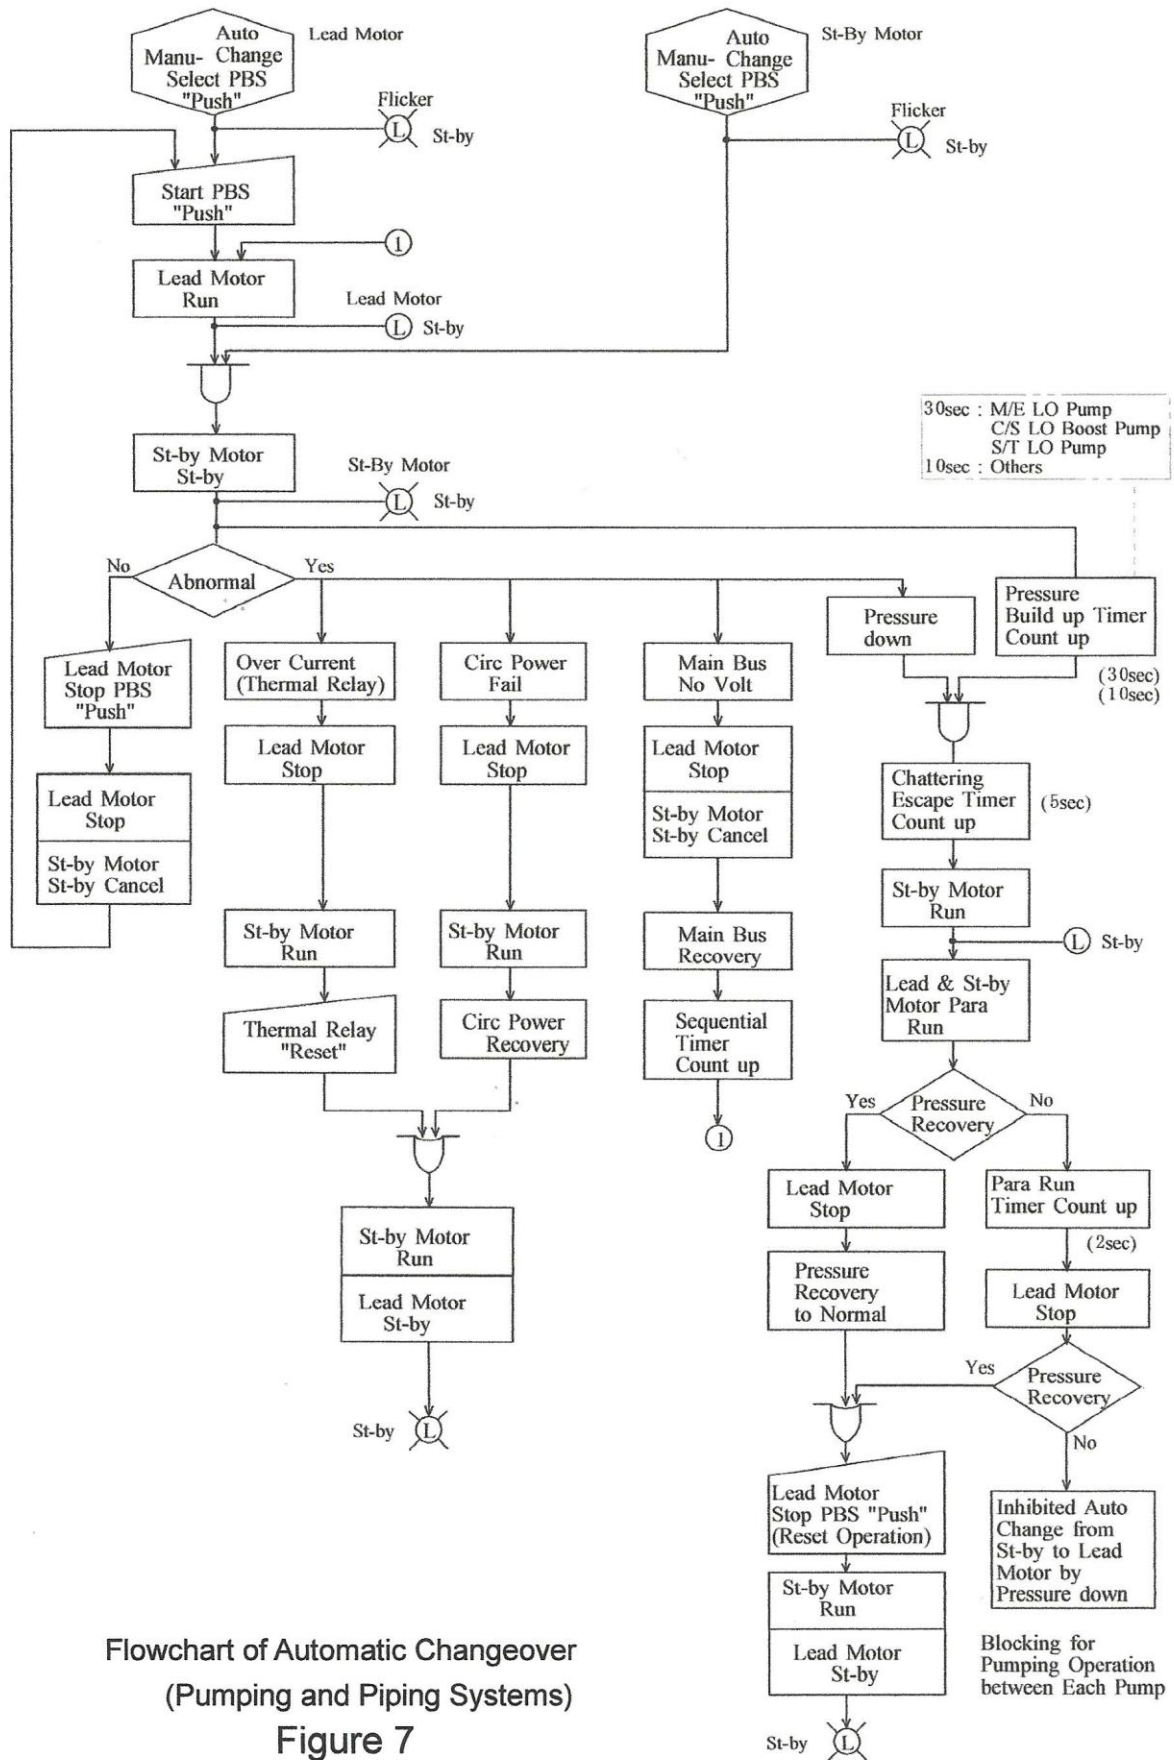 Auto
Manu- Change
Select PBS
"Push"
Lead Motor
Flicker
L
St-by
Auto
Manu- Change
Select PBS
"Push"
St-By Motor
Flicker
L
St-by
Start PBS
"Push"
1
Lead Motor
Run
Lead Motor
L
St-by
St-by Motor
St-by
St-By Motor
L
St-by
30sec : M/E LO Pump
C/S LO Boost Pump
S/T LO Pump
10sec : Others
No
Abnormal
Yes
Lead Motor
Stop PBS
"Push"
Lead Motor
Stop
St-by Motor
St-by Cancel
Over Current
(Thermal Relay)
Lead Motor
Stop
St-by Motor
Run
Thermal Relay
"Reset"
Circ Power
Fail
Lead Motor
Stop
St-by Motor
Run
Circ Power
Recovery
St-by Motor
Run
Lead Motor
St-by
St-by
L
Main Bus
No Volt
Lead Motor
Stop
St-by Motor
St-by Cancel
Main Bus
Recovery
Sequential
Timer
Count up
1
Pressure
down
Pressure
Build up Timer
Count up
(30sec)
(10sec)
Chattering
Escape Timer
Count up
(5sec)
St-by Motor
Run
L
St-by
Lead & St-by
Motor Para
Run
Yes
Pressure
Recovery
No
Lead Motor
Stop
Pressure
Recovery
to Normal
Para Run
Timer Count up
(2sec)
Lead Motor
Stop
Yes
Pressure
Recovery
No
Lead Motor
Stop PBS "Push"
(Reset Operation)
St-by Motor
Run
Lead Motor
St-by
St-by
L
Inhibited Auto
Change from
St-by to Lead
Motor by
Pressure down
Blocking for
Pumping Operation
between Each Pump
Flowchart of Automatic Changeover
(Pumping and Piping Systems)
Figure 7